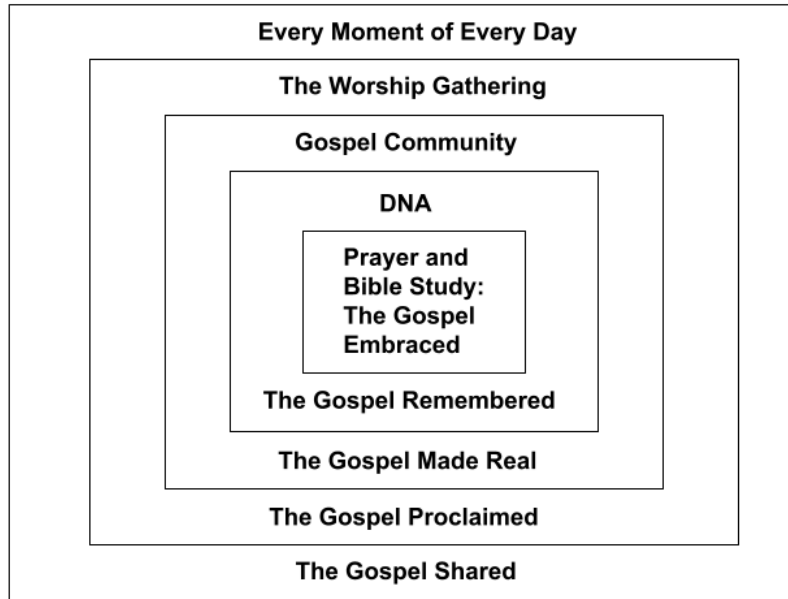 Every Moment of Every Day
The Worship Gathering
Gospel Community
DNA
Prayer and
Bible Study:
The Gospel
Embraced
The Gospel Remembered
The Gospel Made Real
The Gospel Proclaimed
The Gospel Shared